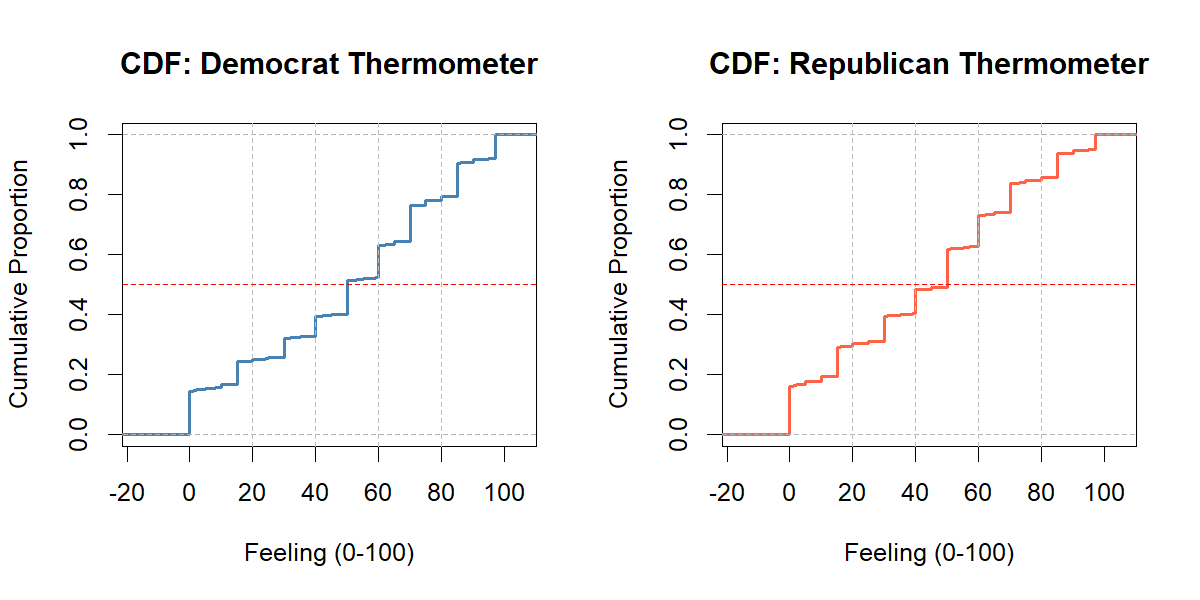 CDF: Democrat Thermometer
Cumulative Proportion
1.0
0.8
0.6
0.4
0.2
0.0
-20 0 20 40 60 80 100
Feeling (0-100)
CDF: Republican Thermometer
Cumulative Proportion
1.0
0.8
0.6
0.4
0.2
0.0
-20 0 20 40 60 80 100
Feeling (0-100)